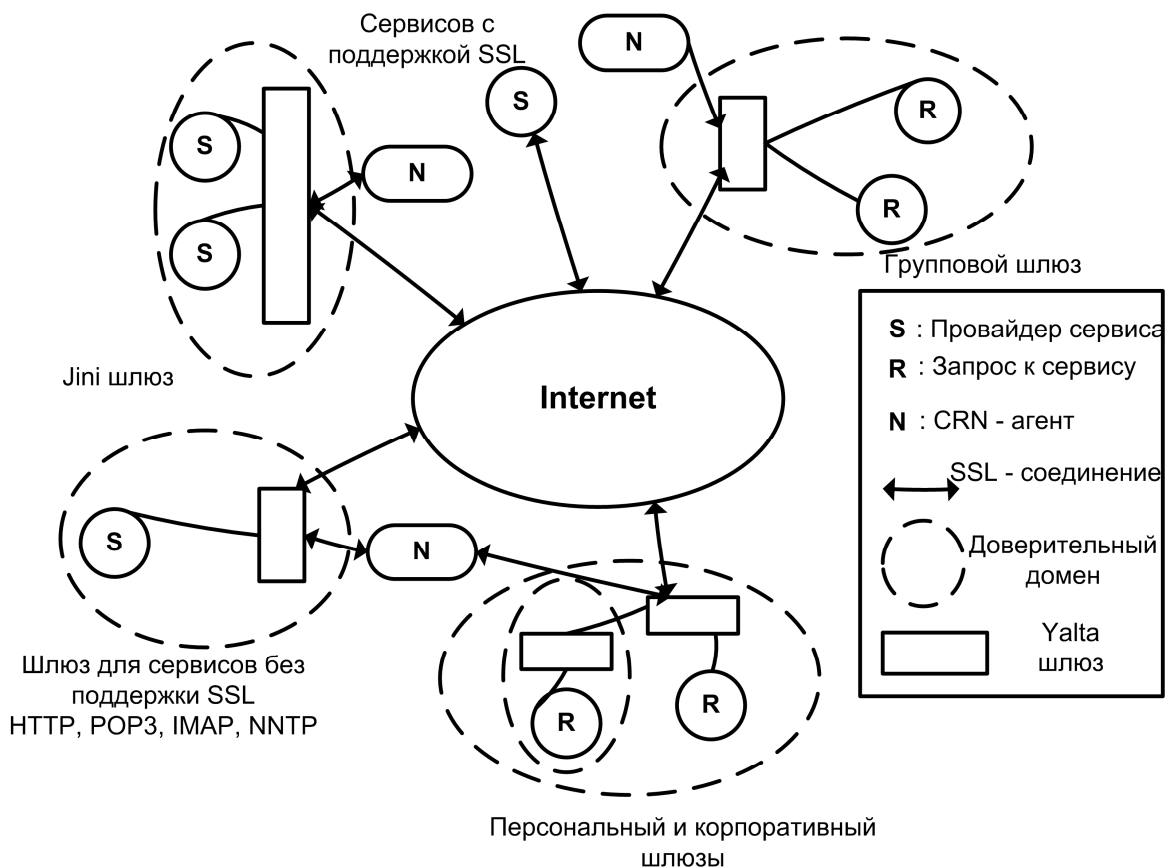 Сервисов с
поддержкой SSL
N
S
R
S
N
R
S
Групповой шлюз
S : Провайдер сервиса
R : Запрос к сервису
Jini шлюз
Internet
N : CRN - агент
SSL - соединение
S
N
Доверительный
домен
Yalta
шлюз
Шлюз для сервисов без
поддержки SSL
HTTP, POP3, IMAP, NNTP
R
R
Персональный и корпоративный
шлюзы